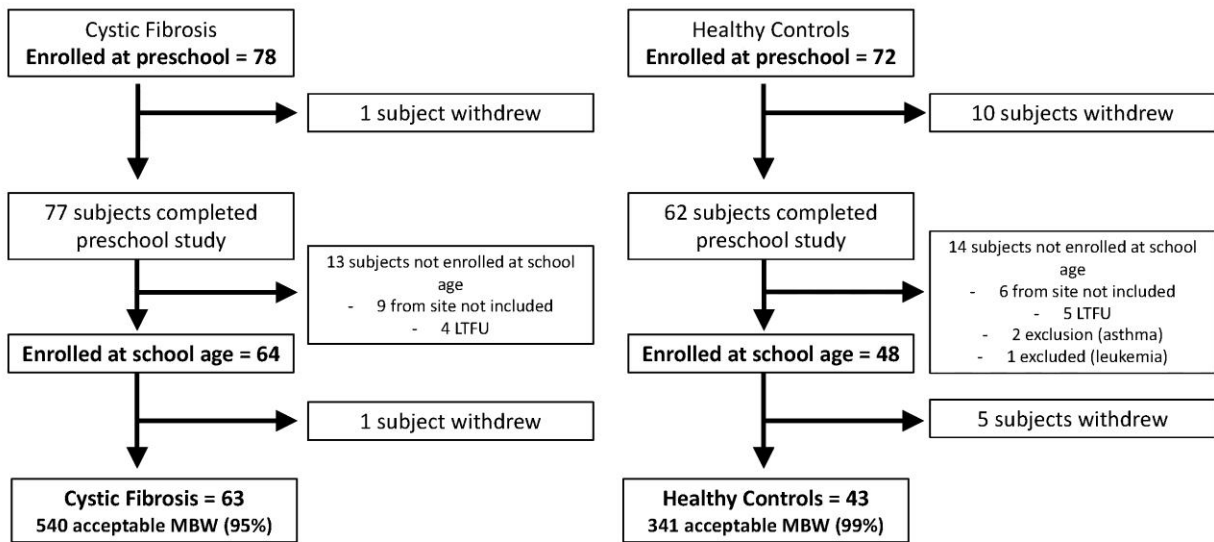 Cystic Fibrosis
Enrolled at preschool = 78
1 subject withdrew
77 subjects completed
preschool study
13 subjects not enrolled at school
age
- 9 from site not included
- 4 LTFU
Enrolled at school age = 64
1 subject withdrew
Cystic Fibrosis = 63
540 acceptable MBW (95%)
Healthy Controls
Enrolled at preschool = 72
10 subjects withdrew
62 subjects completed
preschool study
14 subjects not enrolled at school
age
- 6 from site not included
- 5 LTFU
- 2 exclusion (asthma)
- 1 excluded (leukemia)
Enrolled at school age = 48
5 subjects withdrew
Healthy Controls = 43
341 acceptable MBW (99%)